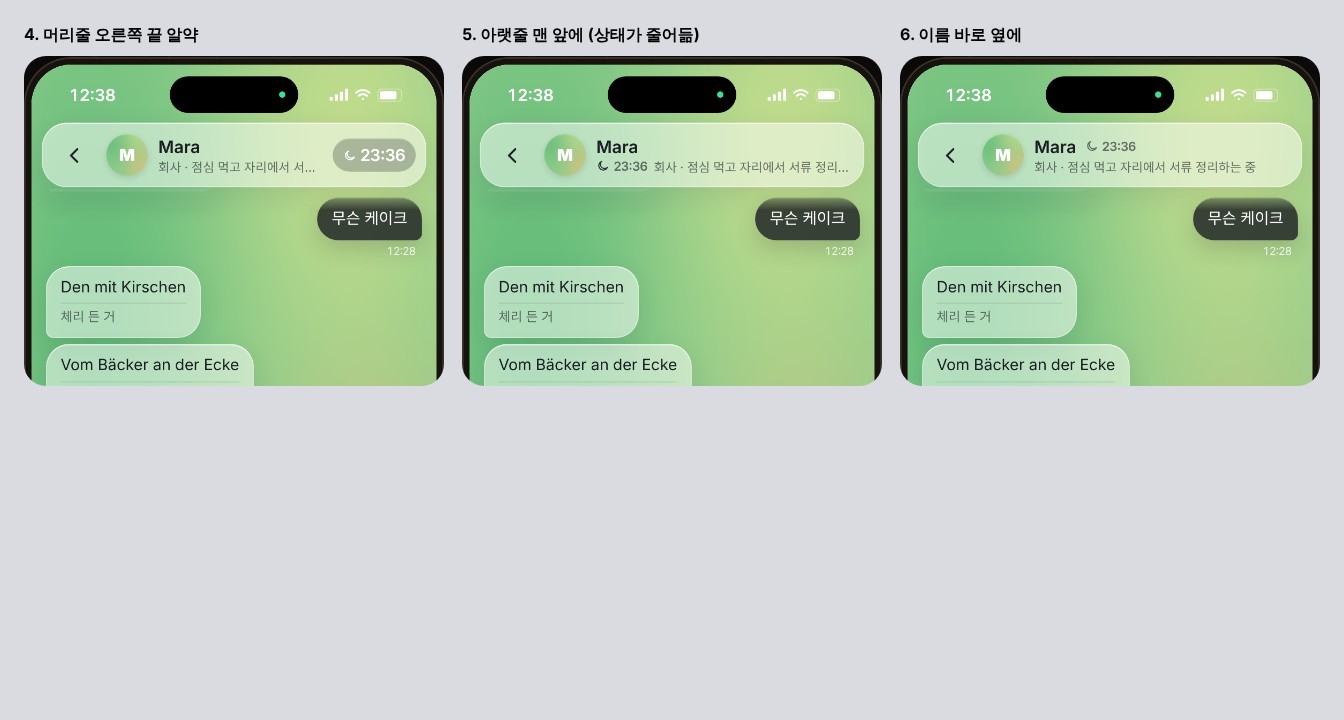 4. 머리줄 오른쪽 끝 알약
12:38
M
Mara
회사 · 점심 먹고 자리에서 서...
23:36
무슨 케이크
12:28
Den mit Kirschen
체리 든 거
Vom Bäcker an der Ecke
5. 아랫줄 맨 앞에 (상태가 줄어듦)
12:38
M
Mara
23:36 회사 · 점심 먹고 자리에서 서류 정리...
무슨 케이크
12:28
Den mit Kirschen
체리 든 거
Vom Bäcker an der Ecke
6. 이름 바로 옆에
12:38
M
Mara 23:36
회사 · 점심 먹고 자리에서 서류 정리하는 중
무슨 케이크
12:28
Den mit Kirschen
체리 든 거
Vom Bäcker an der Ecke